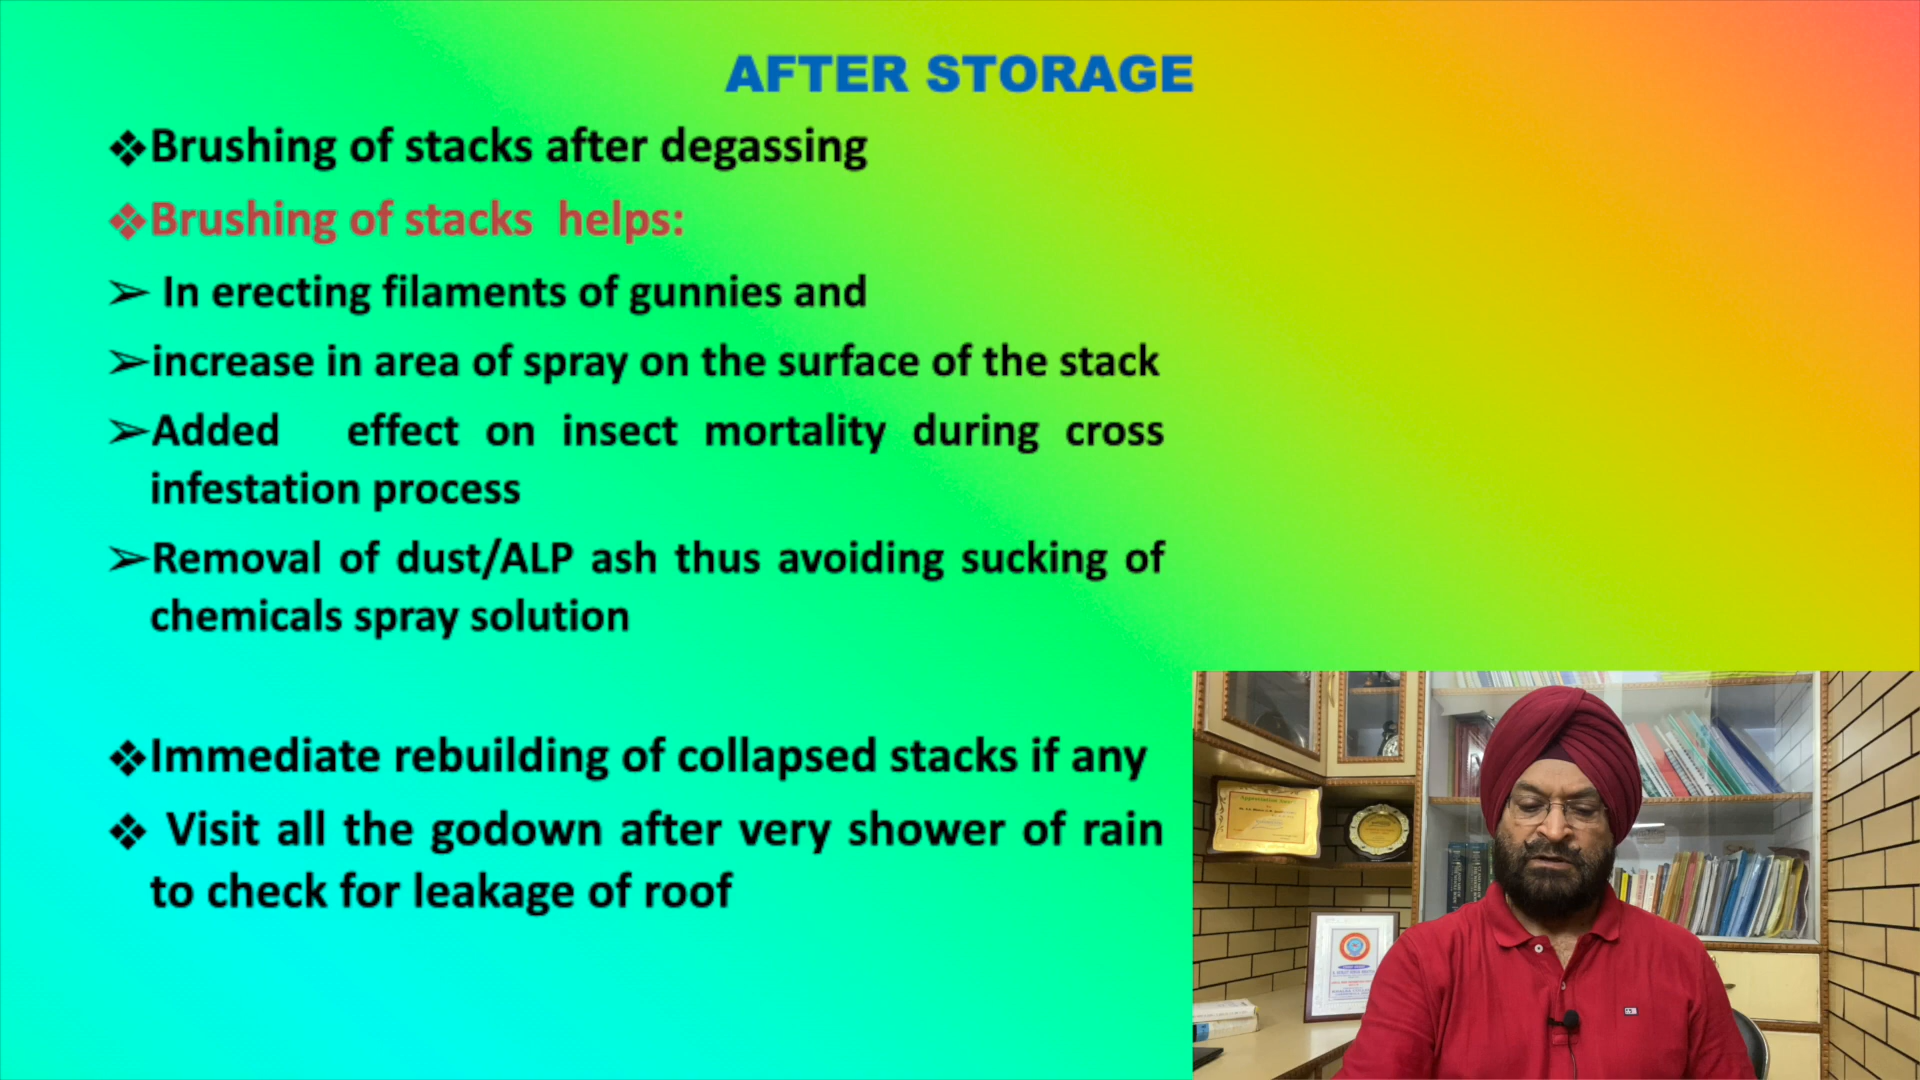 AFTER STORAGE
❖Brushing of stacks after degassing
❖Brushing of stacks helps:
➢ In erecting filaments of gunnies and
➢increase in area of spray on the surface of the stack
➢Added effect on insect mortality during cross
infestation process
➢Removal of dust/ALP ash thus avoiding sucking of
chemicals spray solution
❖Immediate rebuilding of collapsed stacks if any
❖ Visit all the godown after very shower of rain
to check for leakage of roof